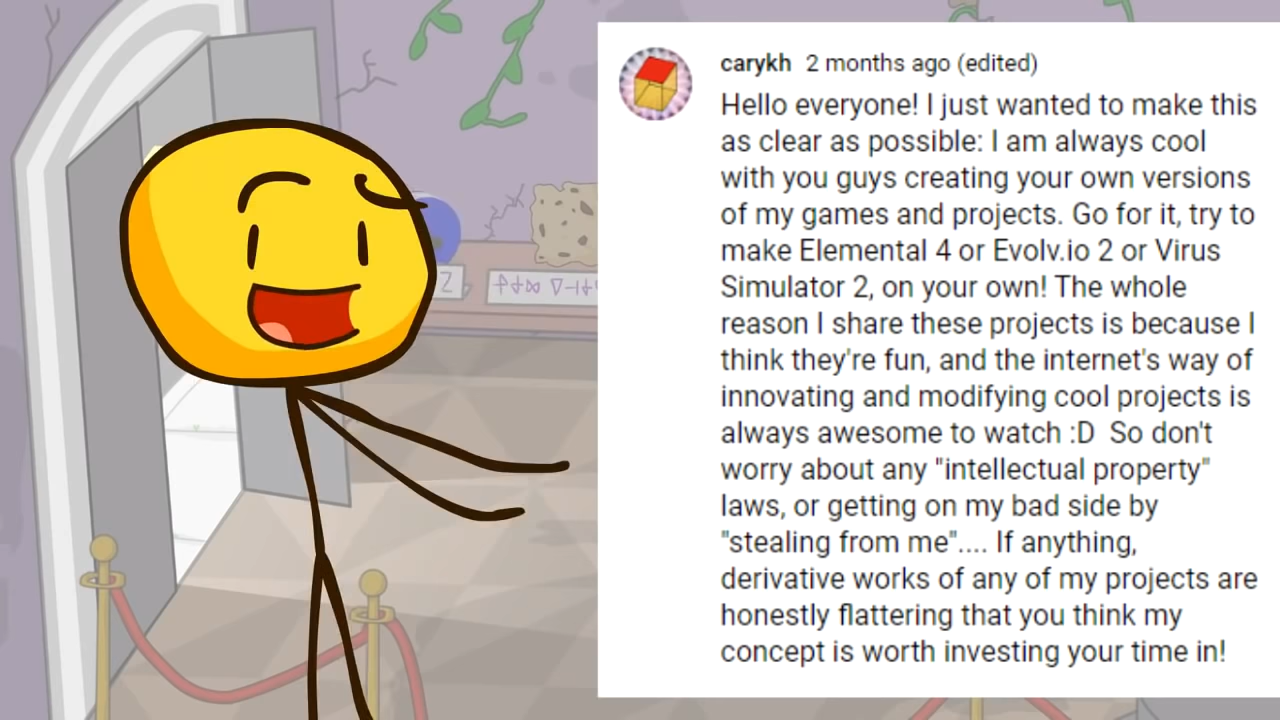 carykh 2 months ago (edited)
Hello everyone! I just wanted to make this
as clear as possible: I am always cool
with you guys creating your own versions
of my games and projects. Go for it, try to
make Elemental 4 or Evolv.io 2 or Virus
Simulator 2, on your own! The whole
reason I share these projects is because I
think they're fun, and the internet's way of
innovating and modifying cool projects is
always awesome to watch :D  So don't
worry about any "intellectual property"
laws, or getting on my bad side by
"stealing from me".... If anything,
derivative works of any of my projects are
honestly flattering that you think my
concept is worth investing your time in!